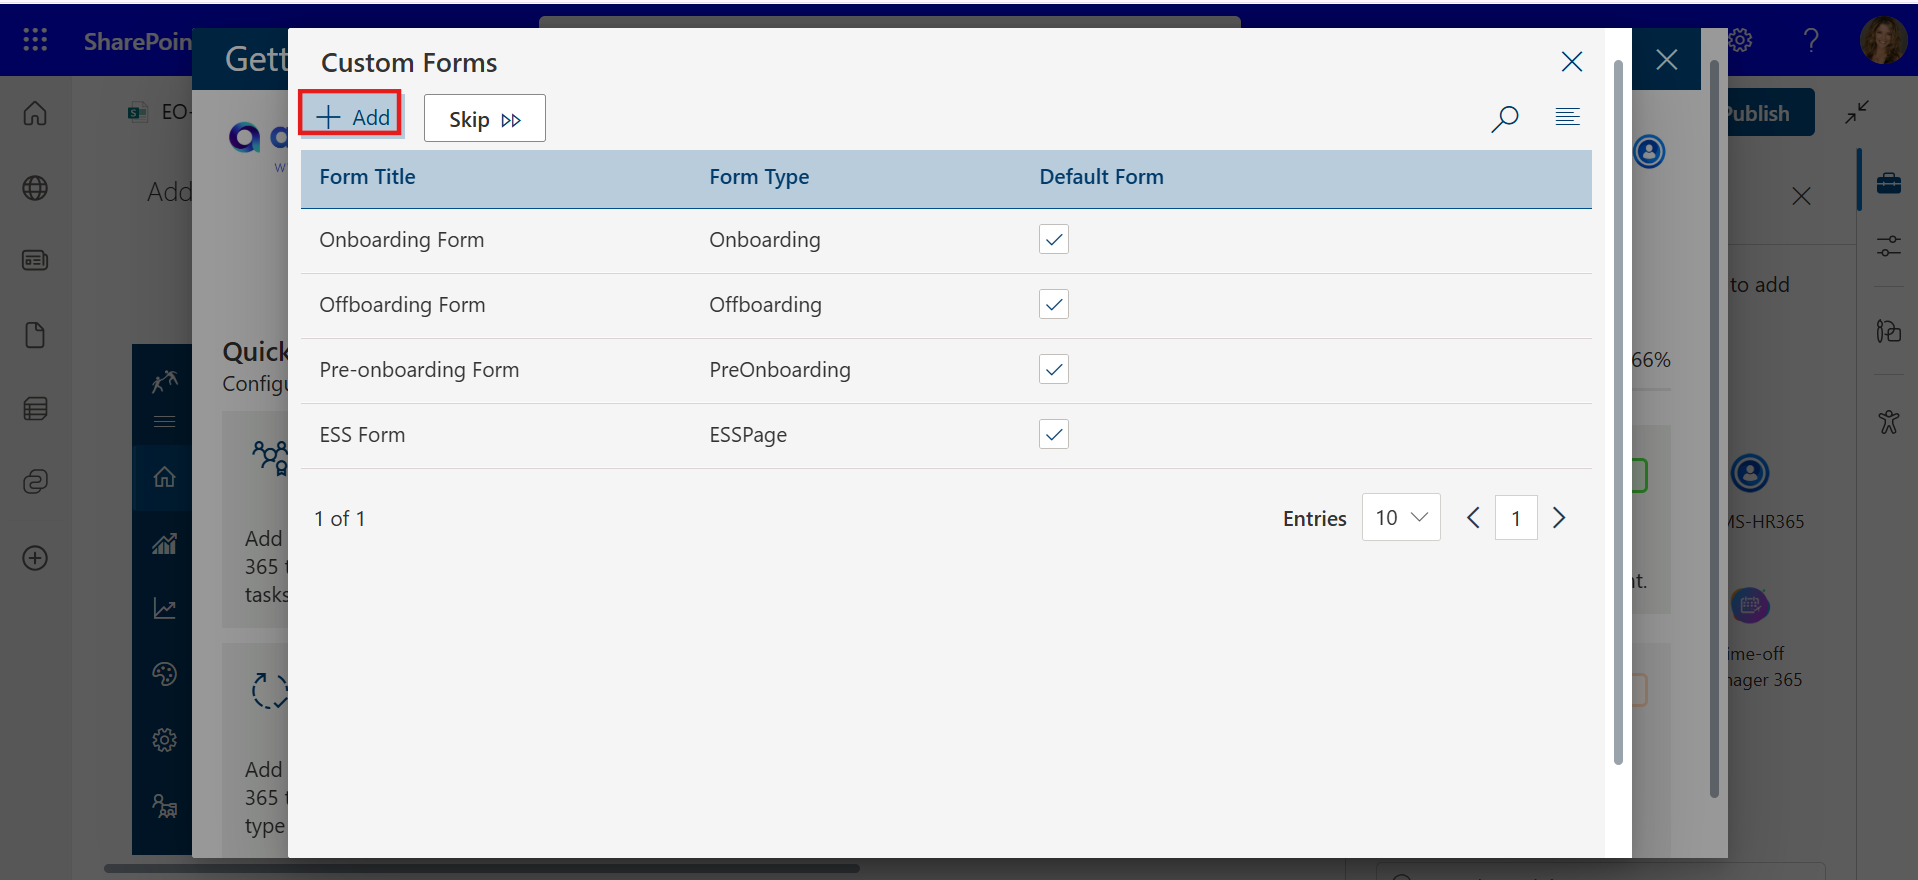 SharePoin
Gett
Custom Forms
EO-
Add
Skip
Publish
Add
Form Title Form Type Default Form
Onboarding Form Onboarding
to add
Offboarding Form Offboarding
Quick
66%
Configu
Pre-onboarding Form PreOnboarding
ESS Form ESSPage
1 of 1 Entries 10 1
MS-HR365
Add
365 t
tasks
nt.
ime-off
nager 365
Add
365 t
type